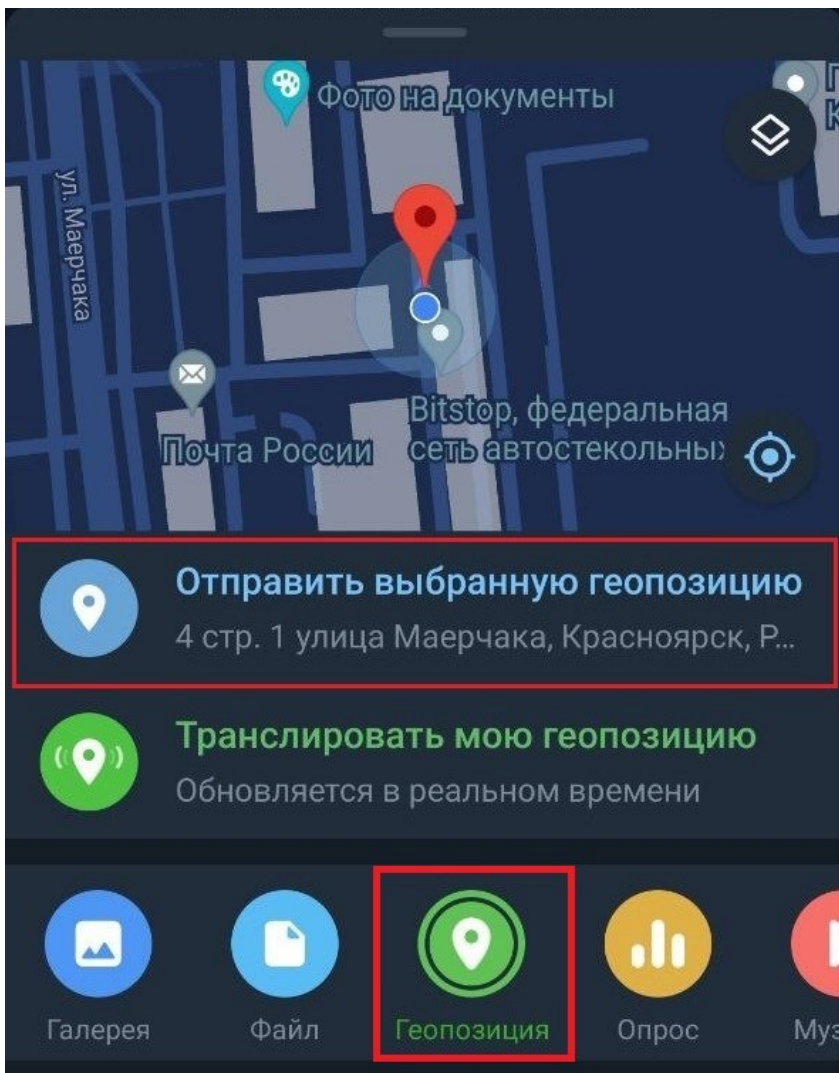 Фото на документы
ул. Маерчака
Bitstop, федеральная
сеть автостекольных
Почта России
Отправить выбранную геопозицию
4 стр. 1 улица Маерчака, Красноярск, Р...
Транслировать мою геопозицию
Обновляется в реальном времени
Галерея
Файл
Геопозиция
Опрос